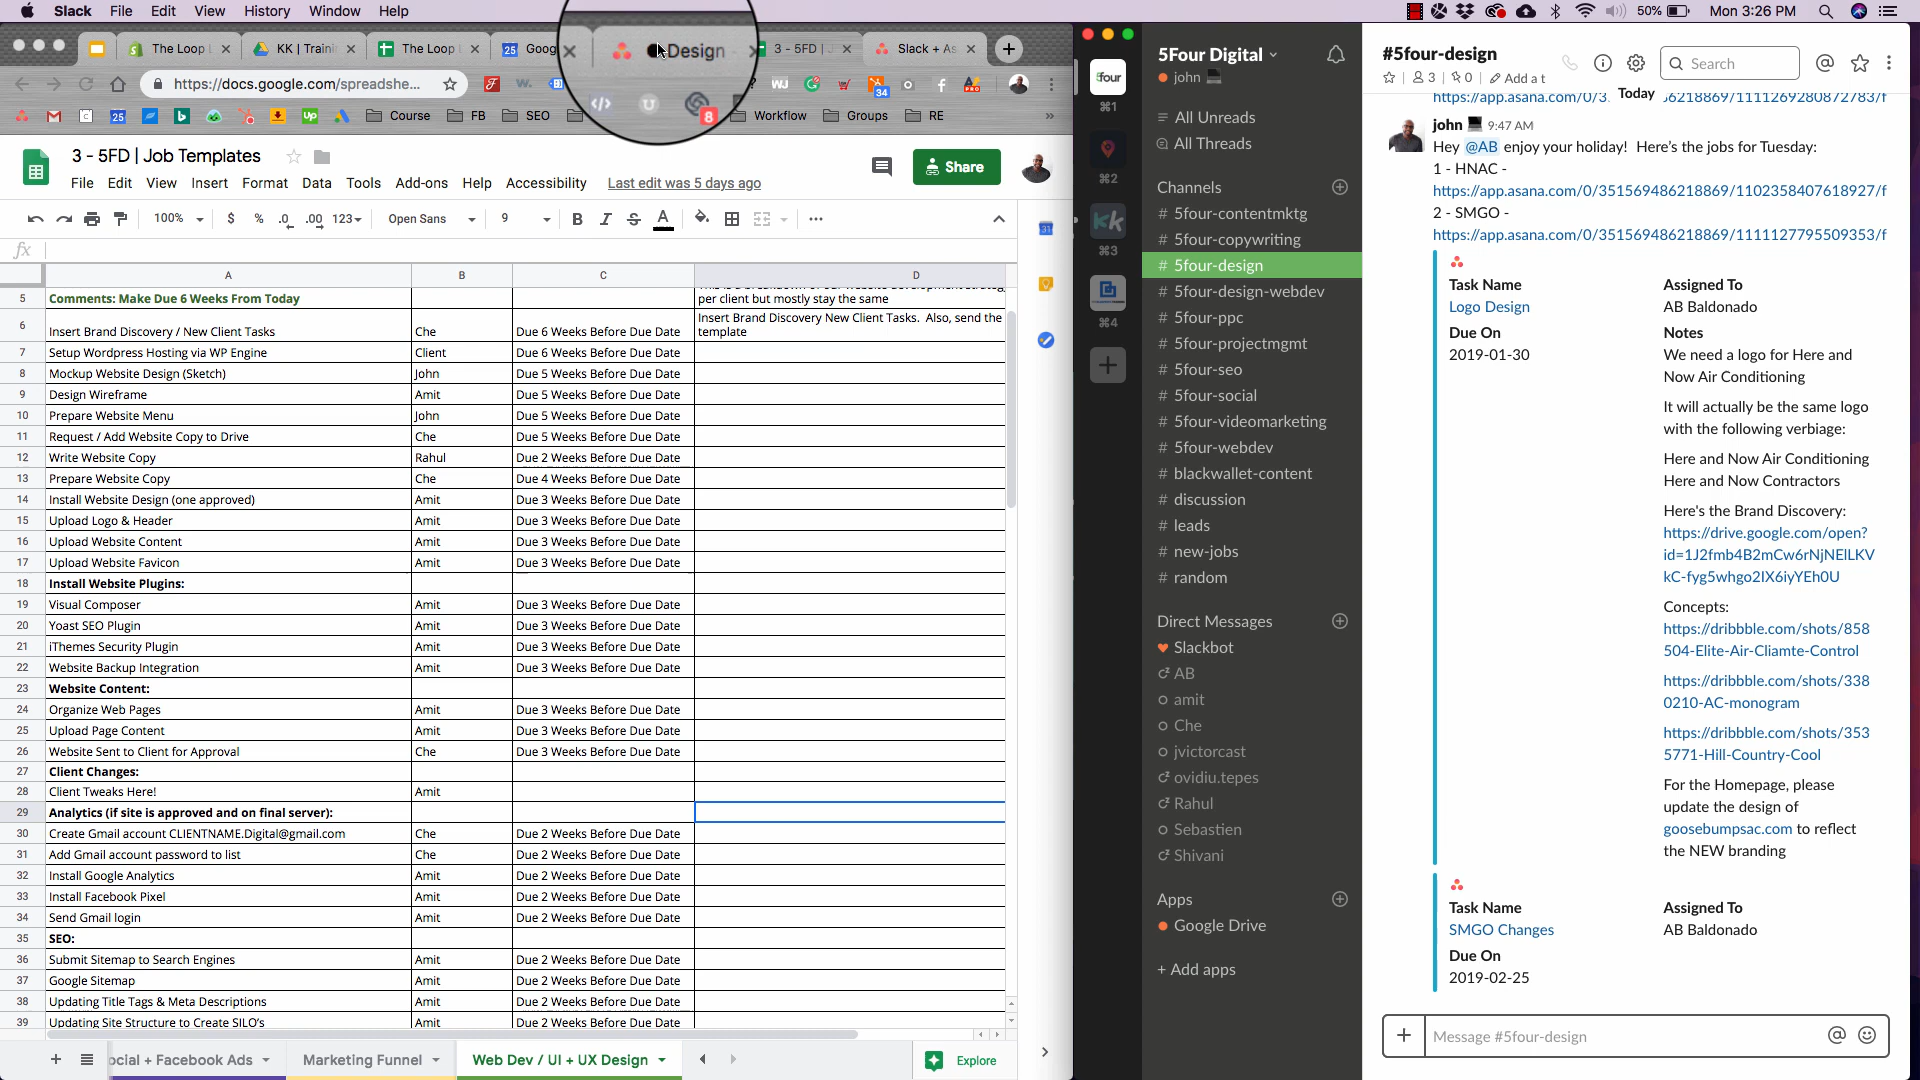 Slack File Edit View History Window Help
50% Mon 3:26 PM
The Loop
KK | Traini
The Loop
Goog
Design
3 - 5FD | J
Slack + As
https://docs.google.com/spreadshe...
34
8
Course FB SEO Workflow Groups RE
3 - 5FD | Job Templates
File Edit View Insert Format Data Tools Add-ons Help Accessibility Last edit was 5 days ago
Share
100% $ % .0 .00 123 Open Sans 9 B I S A
fx
A B C D
5 Comments: Make Due 6 Weeks From Today
per client but mostly stay the same
6 Insert Brand Discovery / New Client Tasks Che Due 6 Weeks Before Due Date Insert Brand Discovery New Client Tasks. Also, send the
template
7 Setup Wordpress Hosting via WP Engine Client Due 6 Weeks Before Due Date
8 Mockup Website Design (Sketch) John Due 5 Weeks Before Due Date
9 Design Wireframe Amit Due 5 Weeks Before Due Date
10 Prepare Website Menu John Due 5 Weeks Before Due Date
11 Request / Add Website Copy to Drive Che Due 5 Weeks Before Due Date
12 Write Website Copy Rahul Due 2 Weeks Before Due Date
13 Prepare Website Copy Che Due 4 Weeks Before Due Date
14 Install Website Design (one approved) Amit Due 3 Weeks Before Due Date
15 Upload Logo & Header Amit Due 3 Weeks Before Due Date
16 Upload Website Content Amit Due 3 Weeks Before Due Date
17 Upload Website Favicon Amit Due 3 Weeks Before Due Date
18 Install Website Plugins:
19 Visual Composer Amit Due 3 Weeks Before Due Date
20 Yoast SEO Plugin Amit Due 3 Weeks Before Due Date
21 iThemes Security Plugin Amit Due 3 Weeks Before Due Date
22 Website Backup Integration Amit Due 3 Weeks Before Due Date
23 Website Content:
24 Organize Web Pages Amit Due 3 Weeks Before Due Date
25 Upload Page Content Amit Due 3 Weeks Before Due Date
26 Website Sent to Client for Approval Che Due 3 Weeks Before Due Date
27 Client Changes:
28 Client Tweaks Here! Amit
29 Analytics (if site is approved and on final server):
30 Create Gmail account CLIENTNAME.Digital@gmail.com Che Due 2 Weeks Before Due Date
31 Add Gmail account password to list Che Due 2 Weeks Before Due Date
32 Install Google Analytics Amit Due 2 Weeks Before Due Date
33 Install Facebook Pixel Amit Due 2 Weeks Before Due Date
34 Send Gmail login Amit Due 2 Weeks Before Due Date
35 SEO:
36 Submit Sitemap to Search Engines Amit Due 2 Weeks Before Due Date
37 Google Sitemap Amit Due 2 Weeks Before Due Date
38 Updating Title Tags & Meta Descriptions Amit Due 2 Weeks Before Due Date
39 Updating Site Structure to Create SILO's Amit Due 2 Weeks Before Due Date
ocial + Facebook Ads Marketing Funnel Web Dev / UI + UX Design Explore
5four
⌘1
⌘2
⌘3
⌘4
5Four Digital
john
All Unreads
All Threads
Channels
# 5four-contentmktg
# 5four-copywriting
# 5four-design
# 5four-design-webdev
# 5four-ppc
# 5four-projectmgmt
# 5four-seo
# 5four-social
# 5four-videomarketing
# 5four-webdev
# blackwallet-content
# discussion
# leads
# new-jobs
# random
Direct Messages
Slackbot
AB
amit
Che
jvictorcast
ovidiu.tepes
Rahul
Sebastien
Shivani
Apps
Google Drive
+ Add apps
#5four-design
3 0 Add a t
Search
Today
https://app.asana.com/0/3 56218869/1111269280872783/f
john 9:47 AM
Hey @AB enjoy your holiday! Here's the jobs for Tuesday:
1 - HNAC -
https://app.asana.com/0/351569486218869/1102358407618927/f
2 - SMGO -
https://app.asana.com/0/351569486218869/1111127795509353/f
Task Name
Logo Design
Due On
2019-01-30
Assigned To
AB Baldonado
Notes
We need a logo for Here and
Now Air Conditioning
It will actually be the same logo
with the following verbiage:
Here and Now Air Conditioning
Here and Now Contractors
Here's the Brand Discovery:
https://drive.google.com/open?
id=1J2fmb4B2mCw6rNjNElLKV
kC-fyg5whgo2IX6iyYEh0U
Concepts:
https://dribbble.com/shots/858
504-Elite-Air-Cliamte-Control
https://dribbble.com/shots/338
0210-AC-monogram
https://dribbble.com/shots/353
5771-Hill-Country-Cool
For the Homepage, please
update the design of
goosebumpsac.com to reflect
the NEW branding
Task Name
SMGO Changes
Due On
2019-02-25
Assigned To
AB Baldonado
Message #5four-design